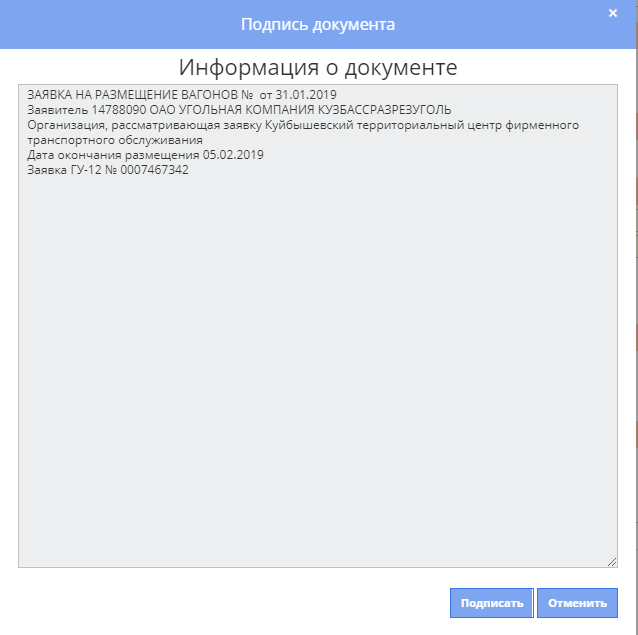 Подпись документа
×
Информация о документе
ЗАЯВКА НА РАЗМЕЩЕНИЕ ВАГОНОВ №  от 31.01.2019
Заявитель 14788090 ОАО УГОЛЬНАЯ КОМПАНИЯ КУЗБАССРАЗРЕЗУГОЛЬ
Организация, рассматривающая заявку Куйбышевский территориальный центр фирменного
транспортного обслуживания
Дата окончания размещения 05.02.2019
Заявка ГУ-12 № 0007467342
Подписать
Отменить